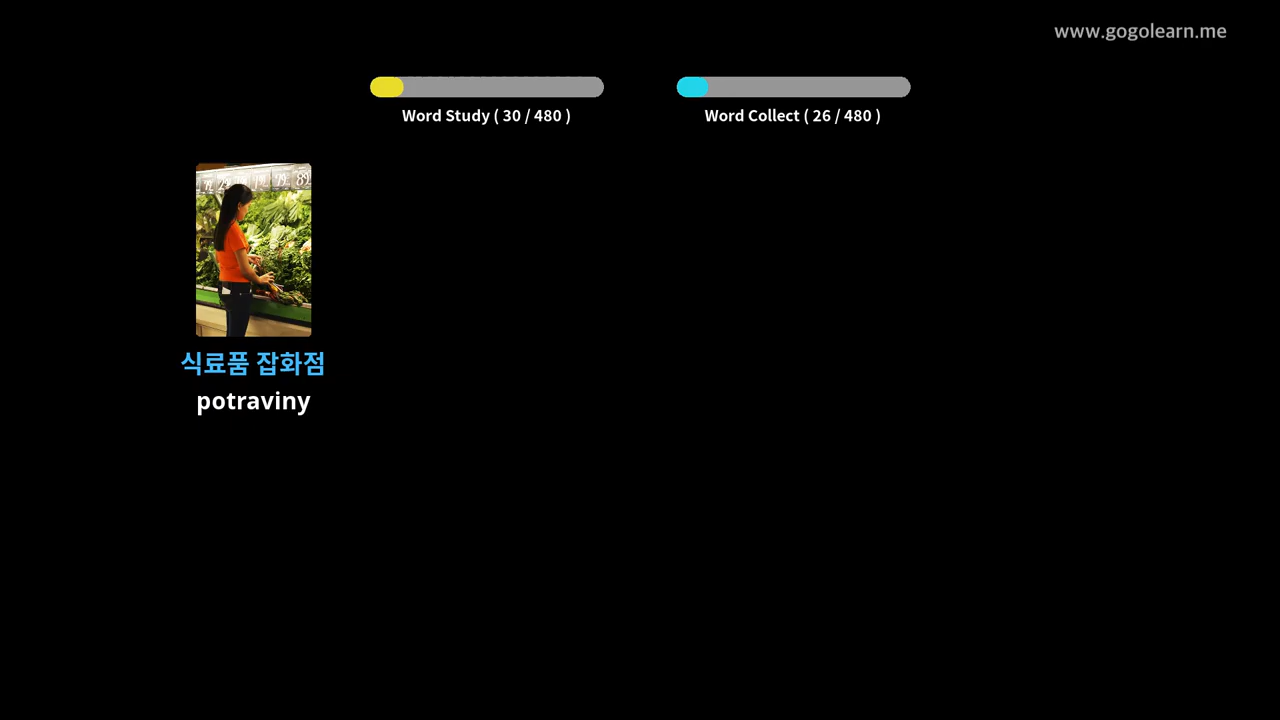 www.gogolearn.me
Word Study ( 30 / 480 )
Word Collect ( 26 / 480 )
식료품 잡화점
potraviny